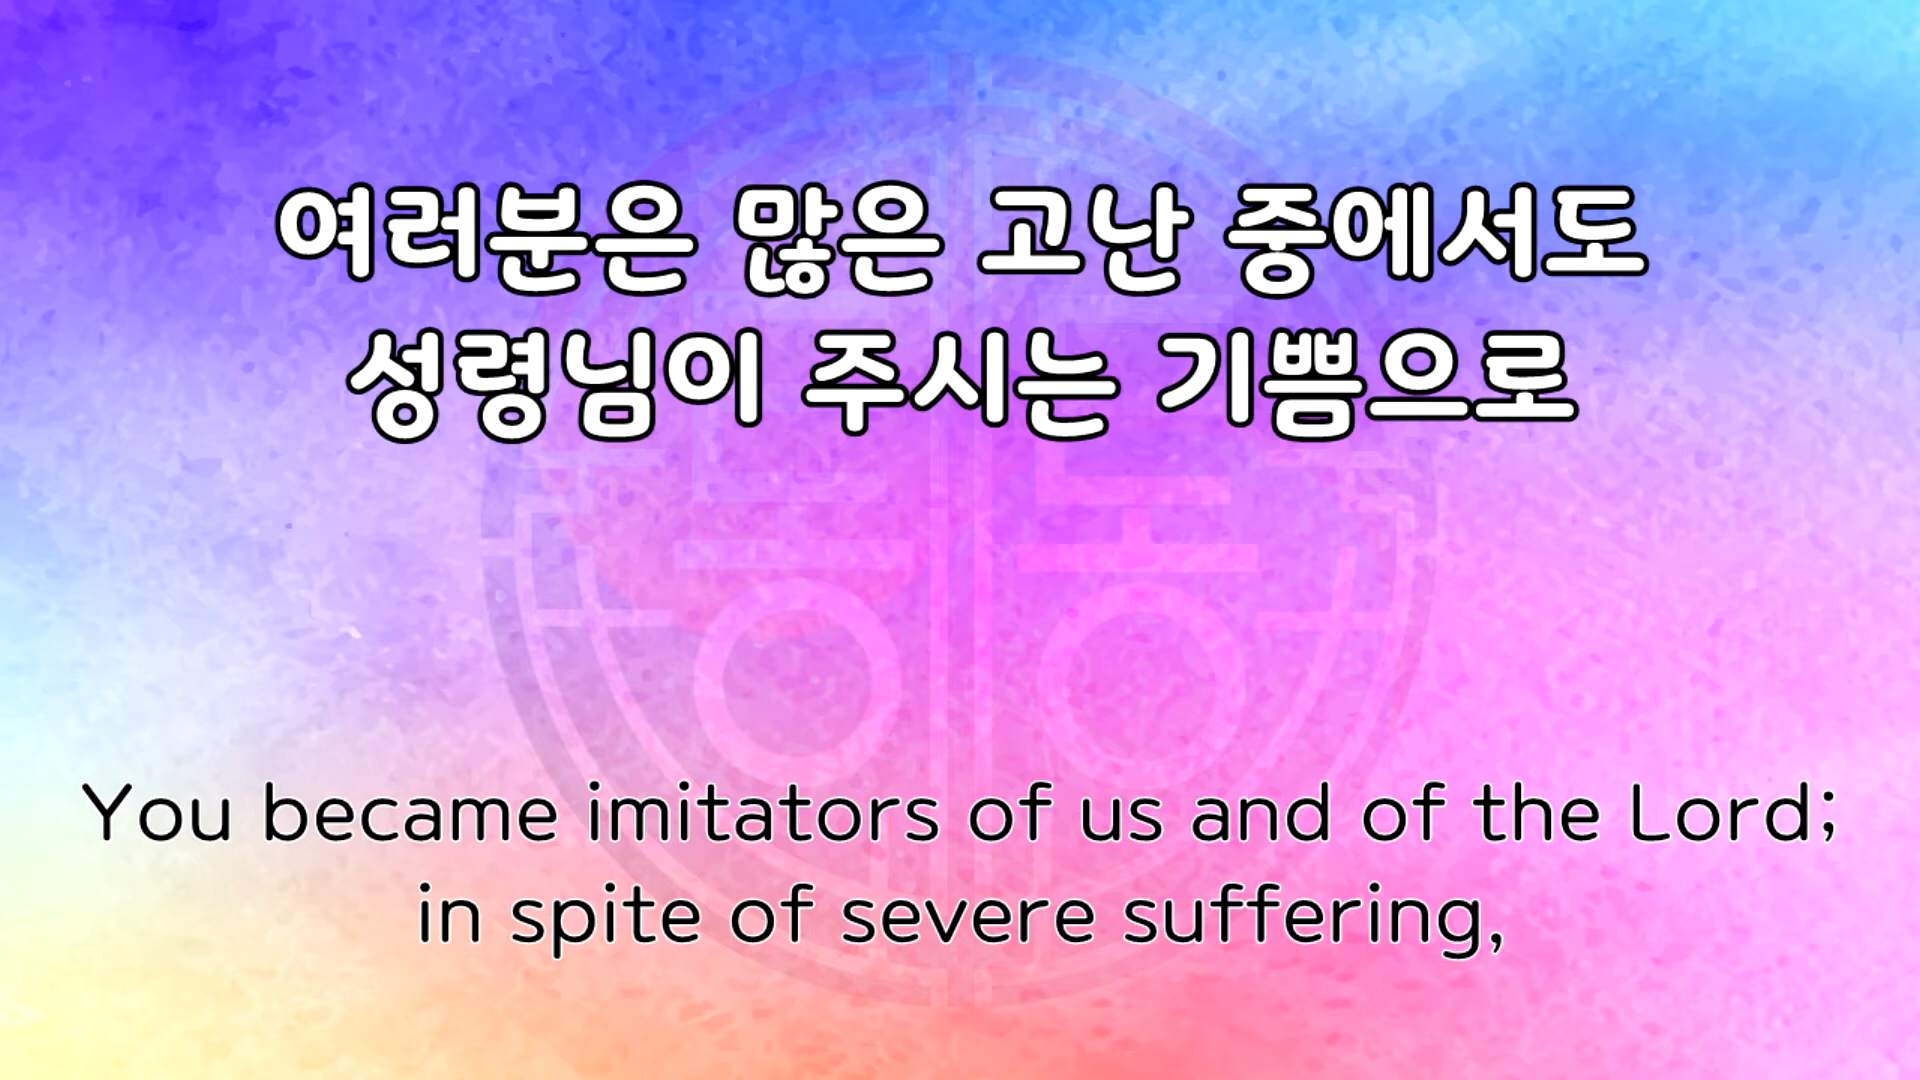 여러분은 많은 고난 중에서도
성령님이 주시는 기쁨으로
You became imitators of us and of the Lord;
in spite of severe suffering,